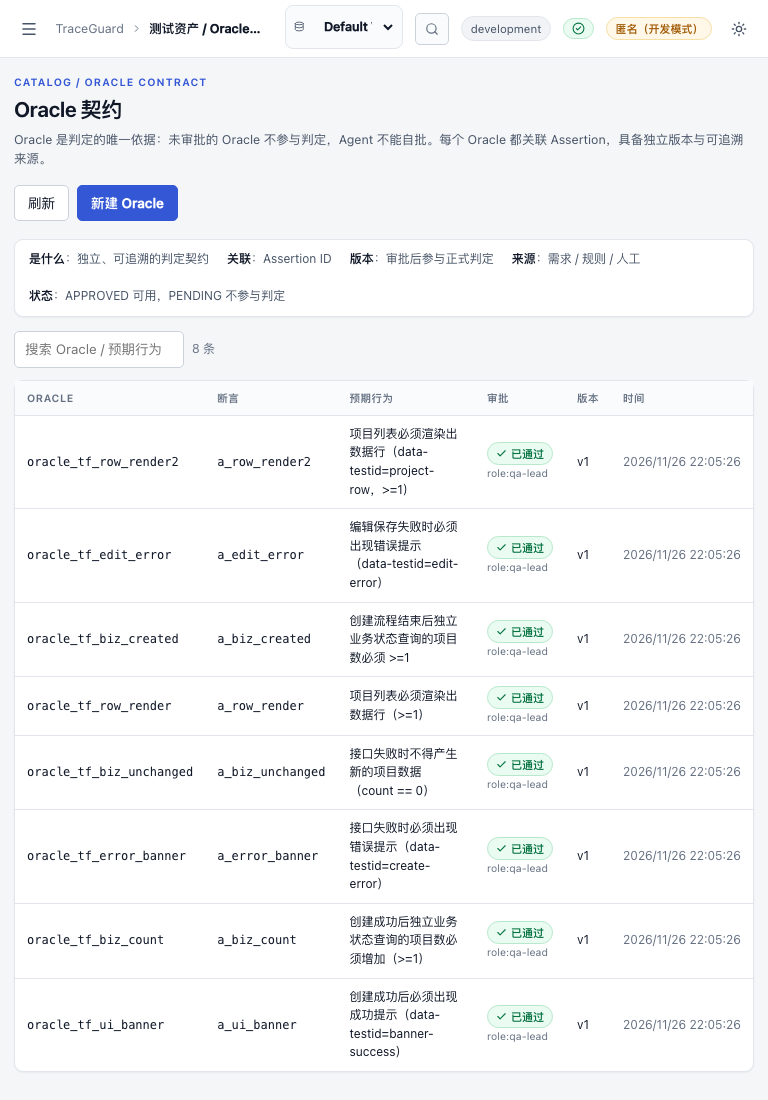 TraceGuard > 测试资产 / Oracle... Default development 匿名（开发模式）
CATALOG / ORACLE CONTRACT
Oracle 契约
Oracle 是判定的唯一依据：未审批的 Oracle 不参与判定，Agent 不能自批。每个 Oracle 都关联 Assertion，具备独立版本与可追溯
来源。
刷新 新建 Oracle
是什么：独立、可追溯的判定契约 关联：Assertion ID 版本：审批后参与正式判定 来源：需求 / 规则 / 人工
状态：APPROVED 可用，PENDING 不参与判定
搜索 Oracle / 预期行为 8 条
ORACLE 断言 预期行为 审批 版本 时间
oracle_tf_row_render2 a_row_render2 项目列表必须渲染出
数据行（data-
testid=project-
row，>=1） 已通过
role:qa-lead v1 2026/11/26 22:05:26
oracle_tf_edit_error a_edit_error 编辑保存失败时必须
出现错误提示
（data-testid=edit-
error） 已通过
role:qa-lead v1 2026/11/26 22:05:26
oracle_tf_biz_created a_biz_created 创建流程结束后独立
业务状态查询的项目
数必须 >=1 已通过
role:qa-lead v1 2026/11/26 22:05:26
oracle_tf_row_render a_row_render 项目列表必须渲染出
数据行（>=1） 已通过
role:qa-lead v1 2026/11/26 22:05:26
oracle_tf_biz_unchanged a_biz_unchanged 接口失败时不得产生
新的项目数据
（count == 0） 已通过
role:qa-lead v1 2026/11/26 22:05:26
oracle_tf_error_banner a_error_banner 接口失败时必须出现
错误提示（data-
testid=create-
error） 已通过
role:qa-lead v1 2026/11/26 22:05:26
oracle_tf_biz_count a_biz_count 创建成功后独立业务
状态查询的项目数必
须增加（>=1） 已通过
role:qa-lead v1 2026/11/26 22:05:26
oracle_tf_ui_banner a_ui_banner 创建成功后必须出现
成功提示（data-
testid=banner-
success） 已通过
role:qa-lead v1 2026/11/26 22:05:26